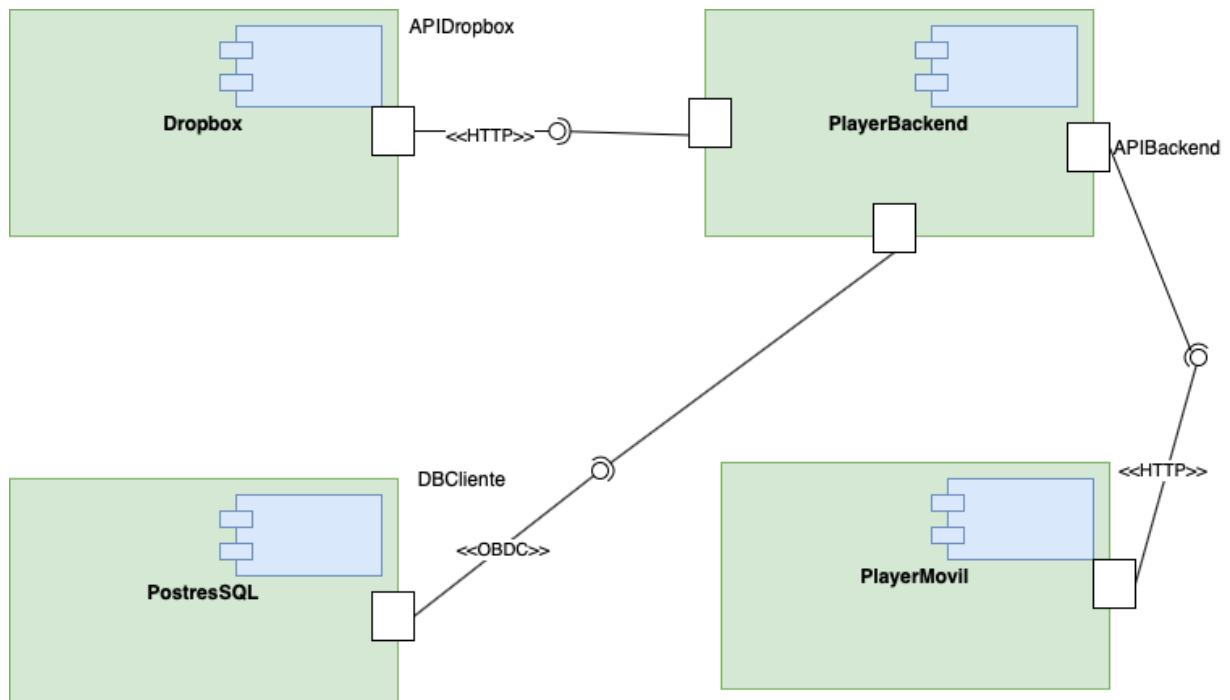 APIDropbox
Dropbox
<<HTTP>>
PlayerBackend
APIBackend
DBCliente
<<OBDC>>
PostresSQL
<<HTTP>>
PlayerMovil